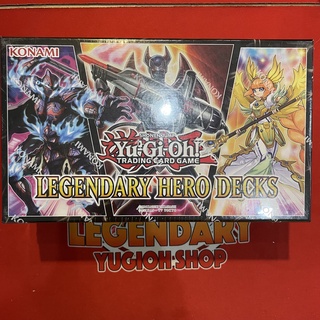 KONAMI
Yu-Gi-Oh!
TRADING CARD GAME
LEGENDARY HERO DECKS
LEGENDARY
YUGIOH SHOP